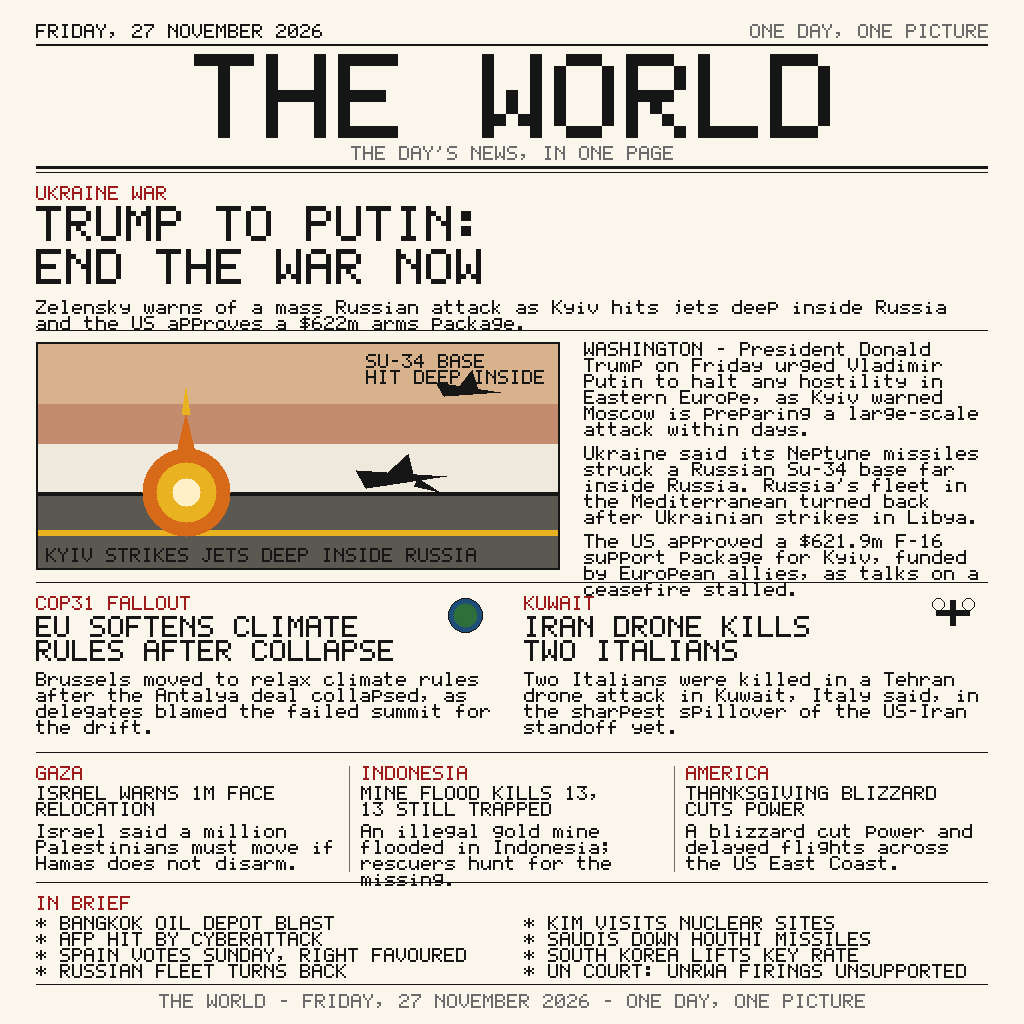 FRIDAY, 27 NOVEMBER 2026
ONE DAY, ONE PICTURE
THE WORLD
THE DAY'S NEWS, IN ONE PAGE
UKRAINE WAR
TRUMP TO PUTIN:
END THE WAR NOW
Zelensky warns of a mass Russian attack as Kyiv hits jets deep inside Russia
and the US approves a $622m arms package.
SU-34 BASE
HIT DEEP INSIDE
KYIV STRIKES JETS DEEP INSIDE RUSSIA
WASHINGTON - President Donald
Trump on Friday urged Vladimir
Putin to halt any hostility in
Eastern Europe, as Kyiv warned
Moscow is preparing a large-scale
attack within days.
Ukraine said its Neptune missiles
struck a Russian Su-34 base far
inside Russia. Russia's fleet in
the Mediterranean turned back
after Ukrainian strikes in Libya.
The US approved a $621.9m F-16
support package for Kyiv, funded
by European allies, as talks on a
ceasefire stalled.
COP31 FALLOUT
EU SOFTENS CLIMATE
RULES AFTER COLLAPSE
Brussels moved to relax climate rules
after the Antalya deal collapsed, as
delegates blamed the failed summit for
the drift.
KUWAIT
IRAN DRONE KILLS
TWO ITALIANS
Two Italians were killed in a Tehran
drone attack in Kuwait, Italy said, in
the sharpest spillover of the US-Iran
standoff yet.
GAZA
ISRAEL WARNS 1M FACE
RELOCATION
Israel said a million
Palestinians must move if
Hamas does not disarm.
INDONESIA
MINE FLOOD KILLS 13,
13 STILL TRAPPED
An illegal gold mine
flooded in Indonesia;
rescuers hunt for the
missing.
AMERICA
THANKSGIVING BLIZZARD
CUTS POWER
A blizzard cut power and
delayed flights across
the US East Coast.
IN BRIEF
* BANGKOK OIL DEPOT BLAST
* AFP HIT BY CYBERATTACK
* SPAIN VOTES SUNDAY, RIGHT FAVOURED
* RUSSIAN FLEET TURNS BACK
* KIM VISITS NUCLEAR SITES
* SAUDIS DOWN HOUTHI MISSILES
* SOUTH KOREA LIFTS KEY RATE
* UN COURT: UNRWA FIRINGS UNSUPPORTED
THE WORLD - FRIDAY, 27 NOVEMBER 2026 - ONE DAY, ONE PICTURE